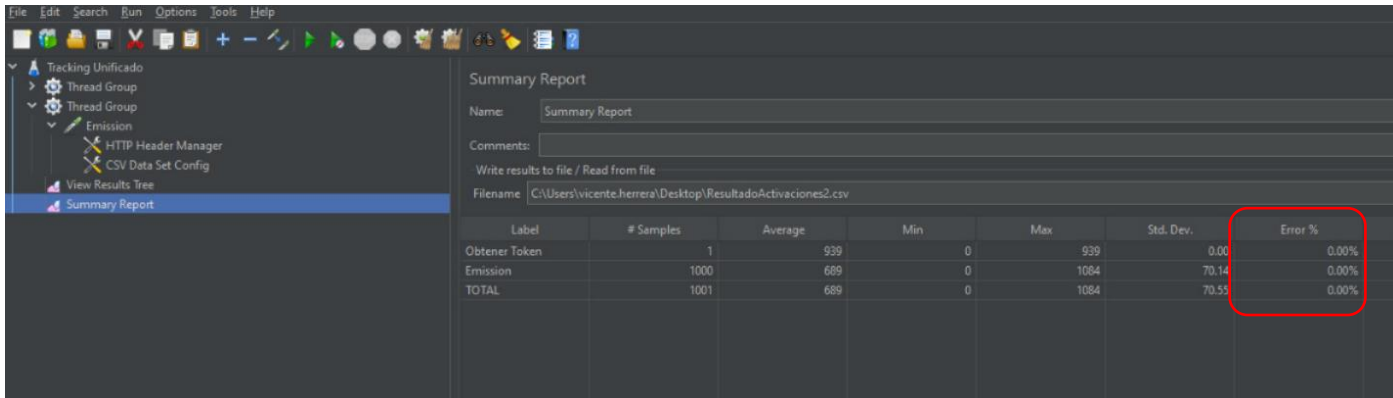 File Edit Search Run Options Tools Help
Tracking Unificado
Thread Group
Thread Group
Emission
HTTP Header Manager
CSV Data Set Config
View Results Tree
Summary Report
Summary Report
Name: Summary Report
Comments:
Write results to file / Read from file
Filename C:\Users\vicente.herrera\Desktop\ResultadoActivaciones2.csv
Label # Samples Average Min Max Std. Dev. Error %
Obtener Token 1 939 0 939 0.00 0.00%
Emission 1000 689 0 1084 70.14 0.00%
TOTAL 1001 689 0 1084 70.55 0.00%